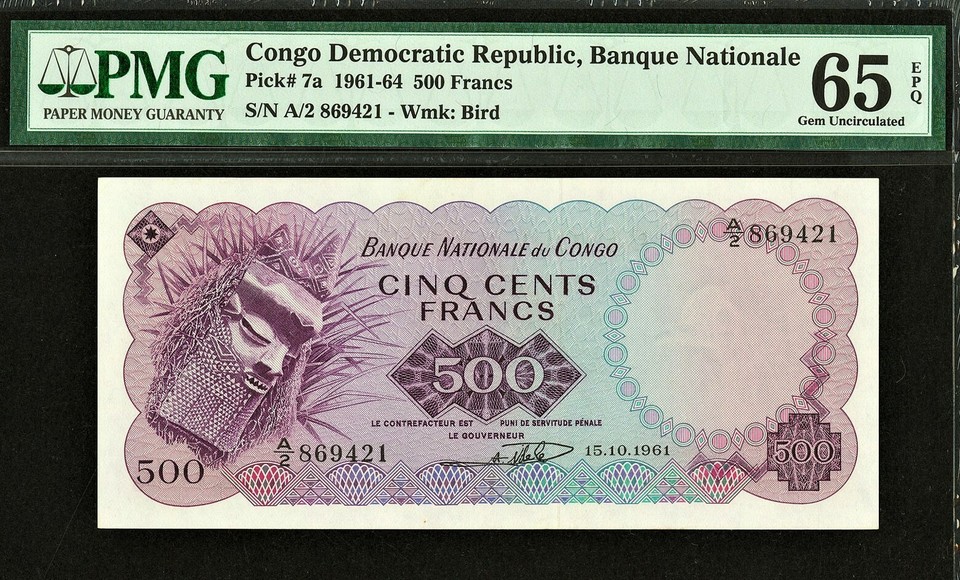 PMG
PAPER MONEY GUARANTY
Congo Democratic Republic, Banque Nationale
Pick# 7a 1961-64 500 Francs
S/N A/2 869421 - Wmk: Bird
65
EPQ
Gem Uncirculated
A/2 869421
BANQUE NATIONALE du CONGO
CINQ CENTS
FRANCS
500
LE CONTREFACTEUR EST PUNI DE SERVITUDE PÉNALE
LE GOUVERNEUR
A/2 869421
15.10.1961
500
500